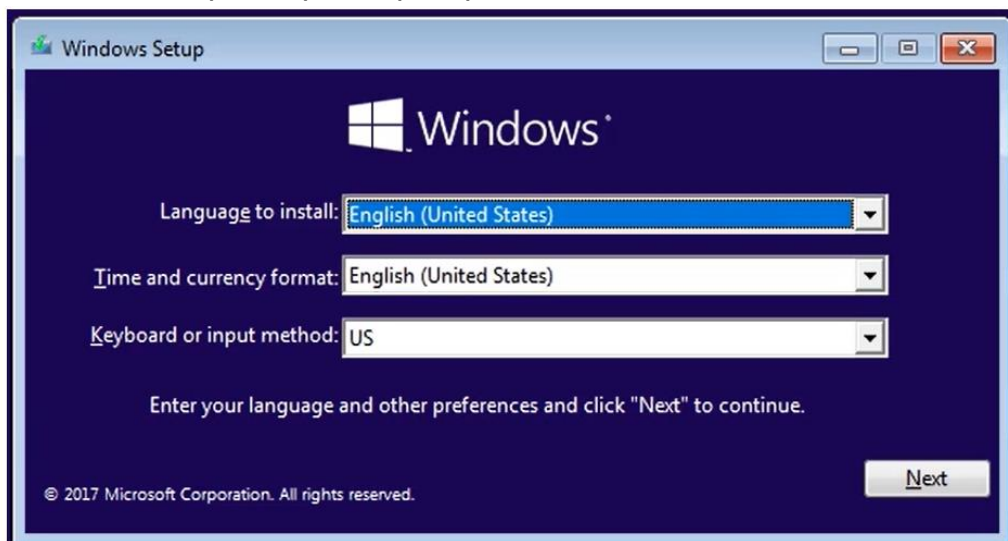 Windows Setup
Windows
Language to install: English (United States)
Time and currency format: English (United States)
Keyboard or input method: US
Enter your language and other preferences and click "Next" to continue.
© 2017 Microsoft Corporation. All rights reserved.
Next